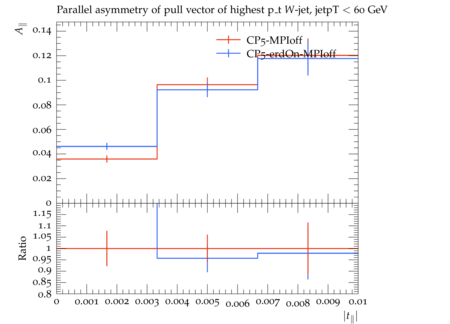 Parallel asymmetry of pull vector of highest p_t W-jet, jetpT < 60 GeV
A∥
0.14
0.12
0.1
0.08
0.06
0.04
0.02
0
CP5-MPIoff
CP5-erdOn-MPIoff
Ratio
1.15
1.1
1.05
1
0.95
0.9
0.85
0.8
0 0.001 0.002 0.003 0.004 0.005 0.006 0.007 0.008 0.009 0.01
|t∥|